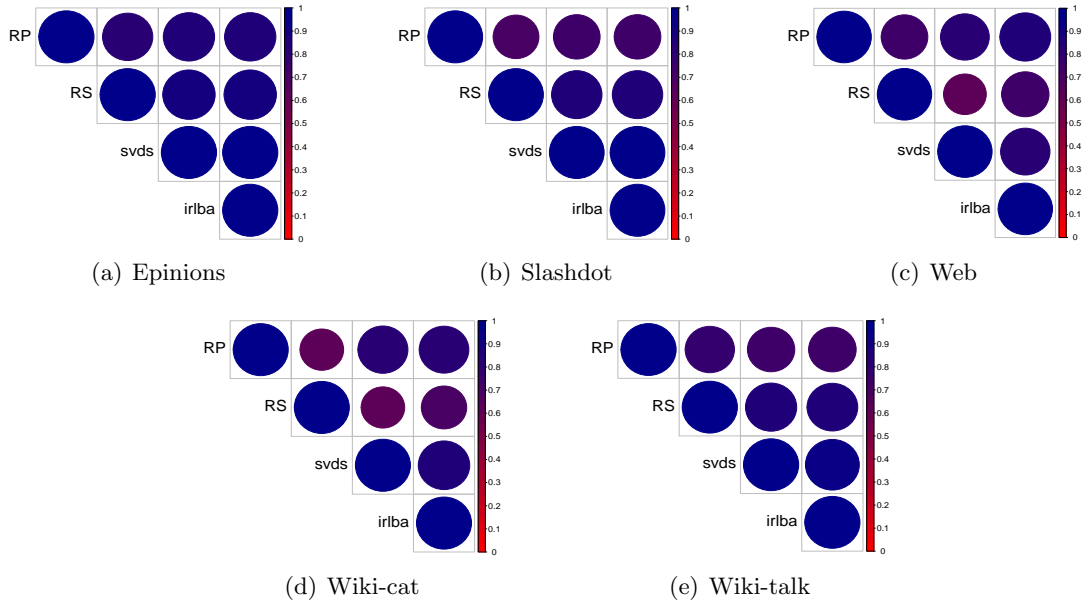 RP
RS
svds
irlba
1
0.9
0.8
0.7
0.6
0.5
0.4
0.3
0.2
0.1
0
(a) Epinions
RP
RS
svds
irlba
1
0.9
0.8
0.7
0.6
0.5
0.4
0.3
0.2
0.1
0
(b) Slashdot
RP
RS
svds
irlba
1
0.9
0.8
0.7
0.6
0.5
0.4
0.3
0.2
0.1
0
(c) Web
RP
RS
svds
irlba
1
0.9
0.8
0.7
0.6
0.5
0.4
0.3
0.2
0.1
0
(d) Wiki-cat
RP
RS
svds
irlba
1
0.9
0.8
0.7
0.6
0.5
0.4
0.3
0.2
0.1
0
(e) Wiki-talk